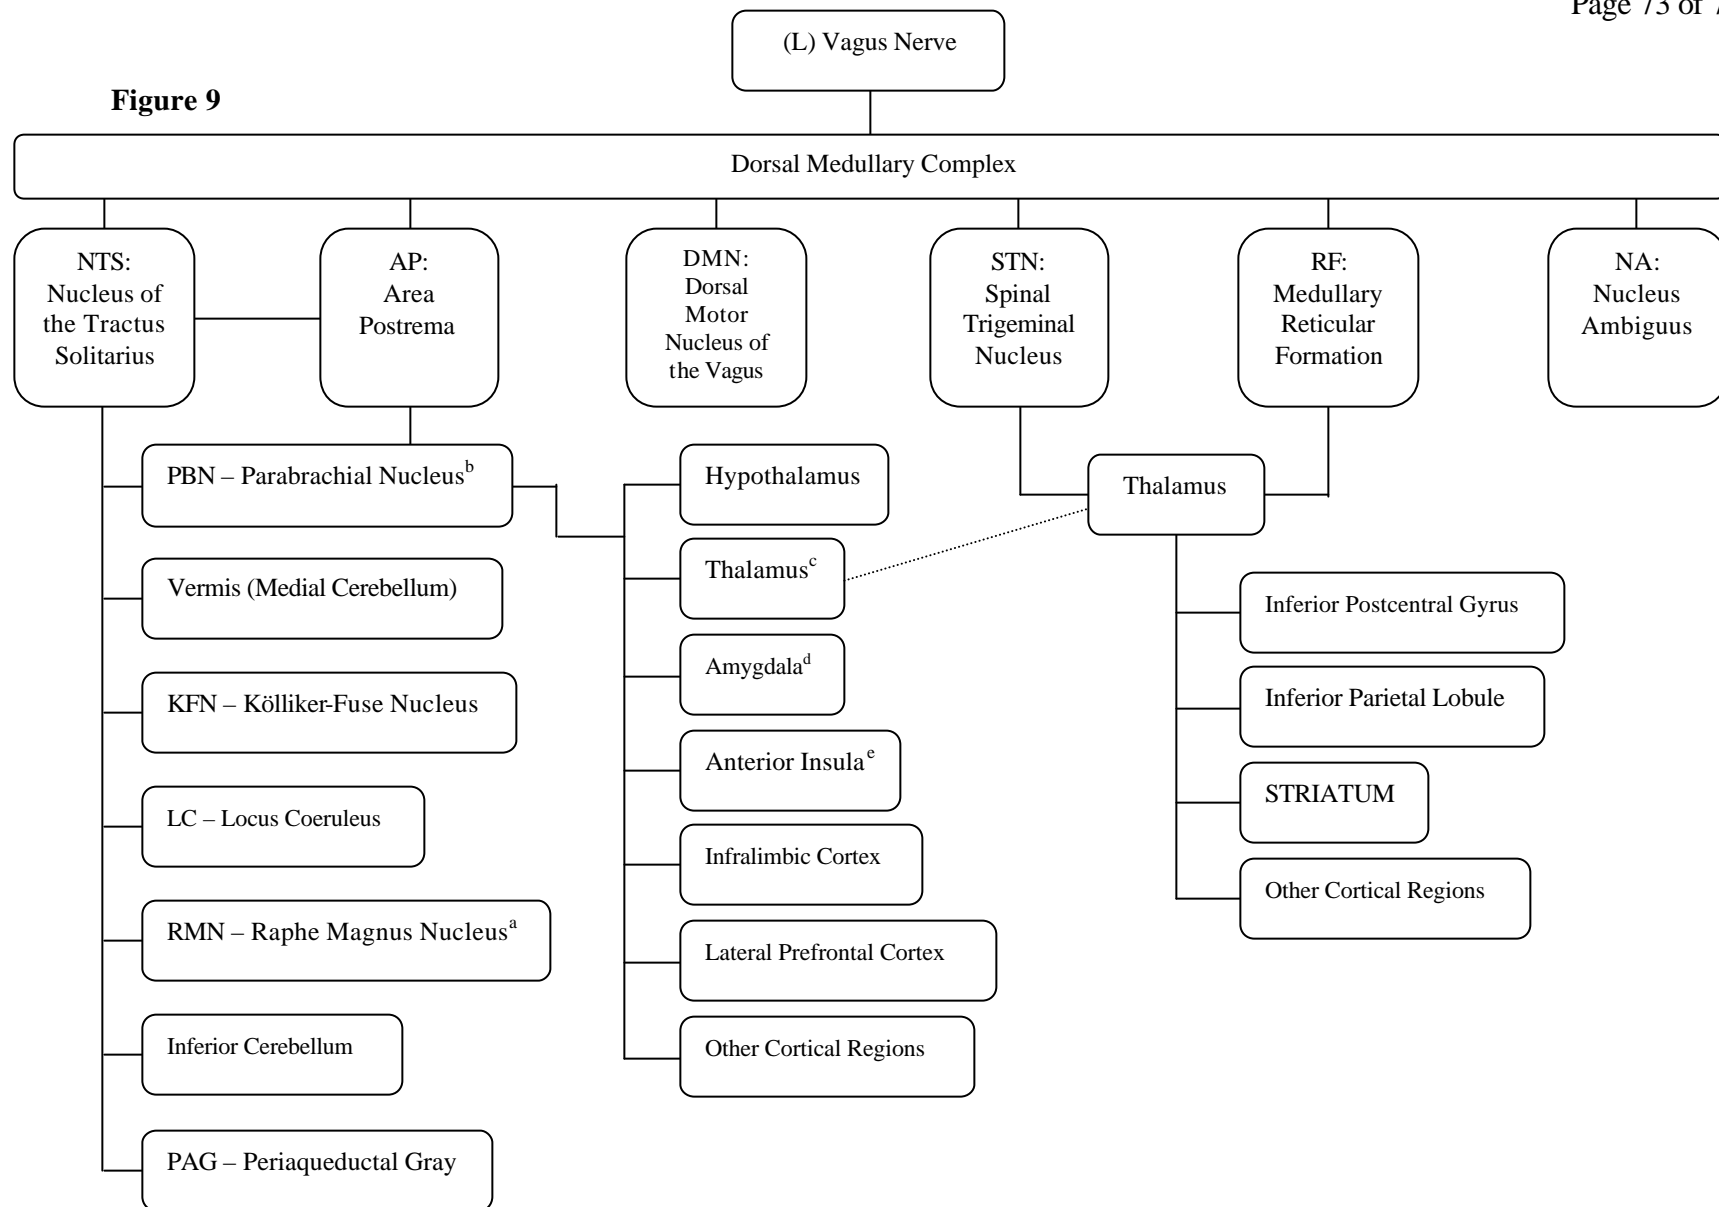 Page 73 of 7
(L) Vagus Nerve
Figure 9
Dorsal Medullary Complex
NTS:
Nucleus of
the Tractus
Solitarius
AP:
Area
Postrema
DMN:
Dorsal
Motor
Nucleus of
the Vagus
STN:
Spinal
Trigeminal
Nucleus
RF:
Medullary
Reticular
Formation
NA:
Nucleus
Ambiguus
PBN – Parabrachial Nucleus^b
Vermis (Medial Cerebellum)
KFN – Kölliker-Fuse Nucleus
LC – Locus Coeruleus
RMN – Raphe Magnus Nucleus^a
Inferior Cerebellum
PAG – Periaqueductal Gray
Hypothalamus
Thalamus^c
Amygdala^d
Anterior Insula^e
Infralimbic Cortex
Lateral Prefrontal Cortex
Other Cortical Regions
Thalamus
Inferior Postcentral Gyrus
Inferior Parietal Lobule
STRIATUM
Other Cortical Regions